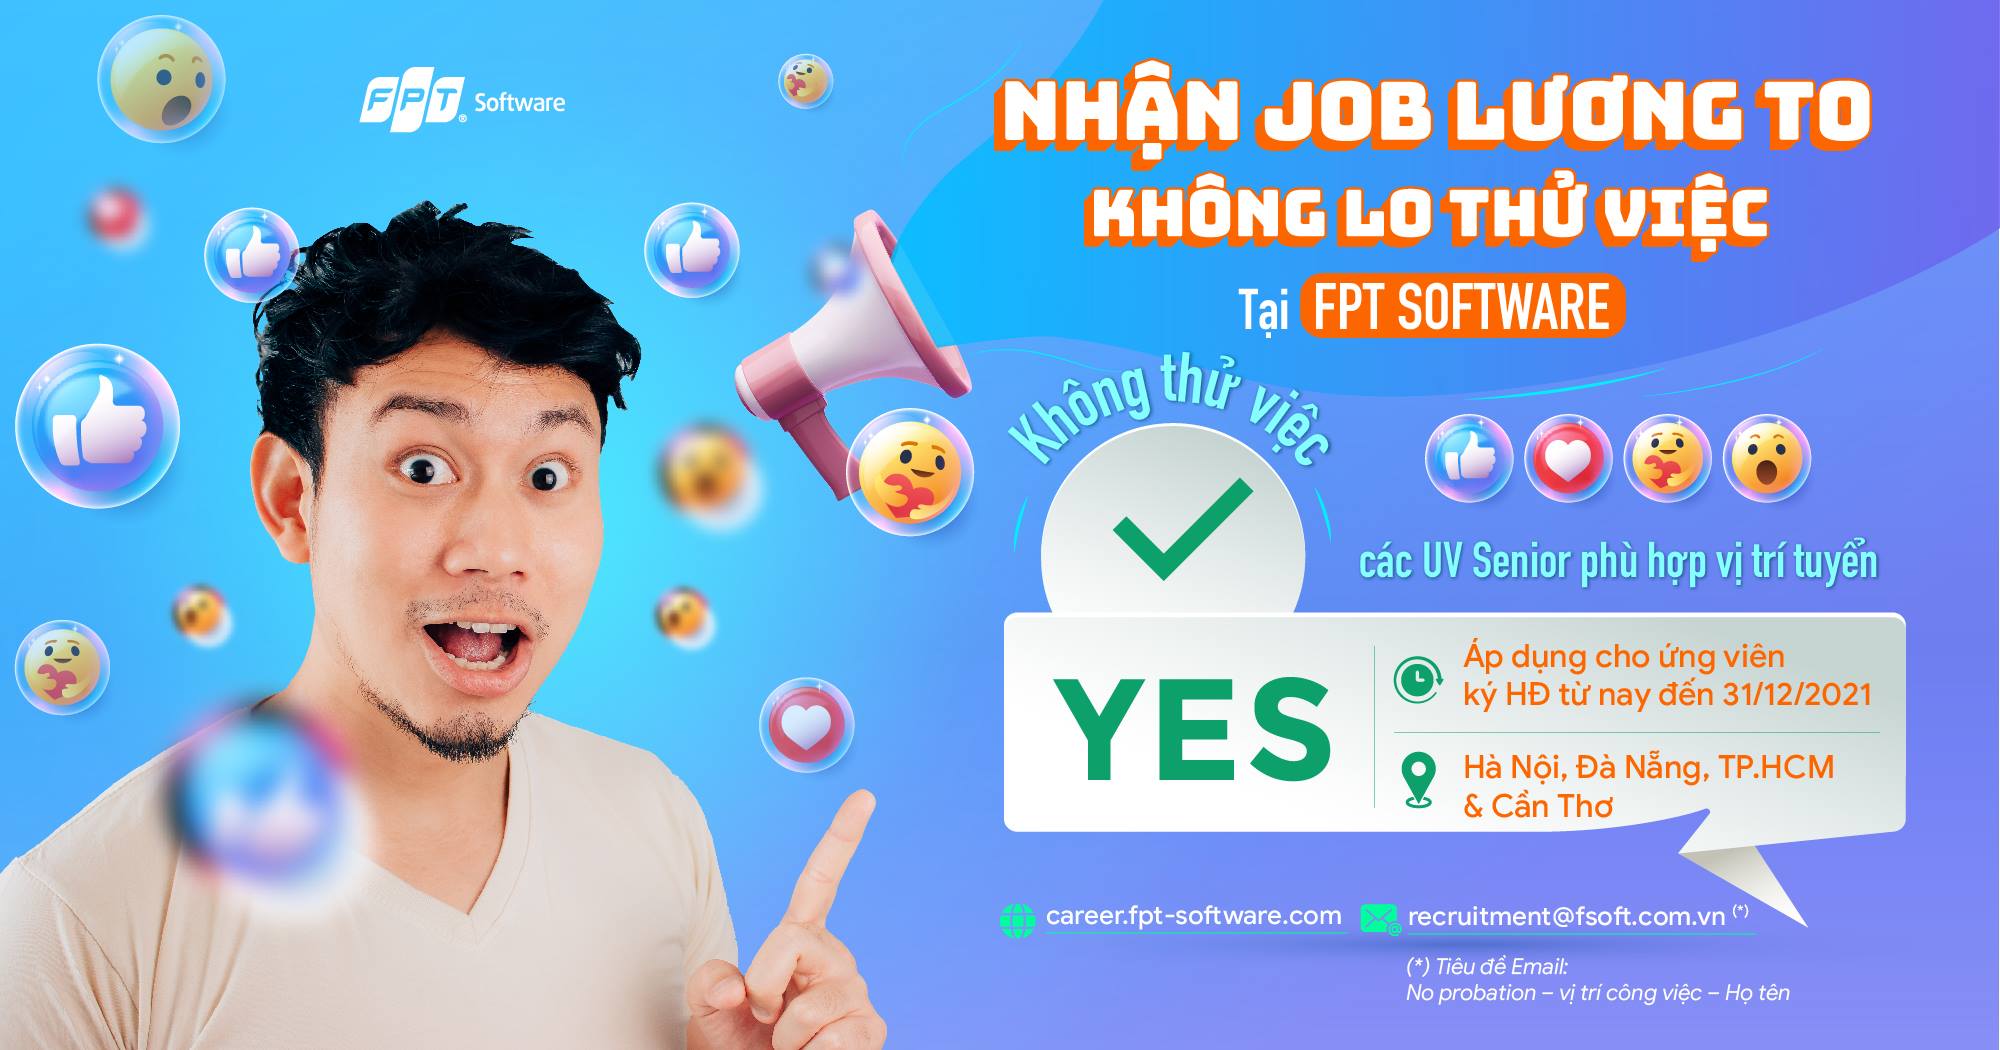 FPT® Software
NHẬN JOB LƯƠNG TO
KHÔNG LO THỬ VIỆC
Tại FPT SOFTWARE
Không thử việc
các UV Senior phù hợp vị trí tuyển
YES
Áp dụng cho ứng viên
ký HĐ từ nay đến 31/12/2021
Hà Nội, Đà Nẵng, TP.HCM
& Cần Thơ
career.fpt-software.com
recruitment@fsoft.com.vn (*)
(*) Tiêu đề Email:
No probation – vị trí công việc – Họ tên